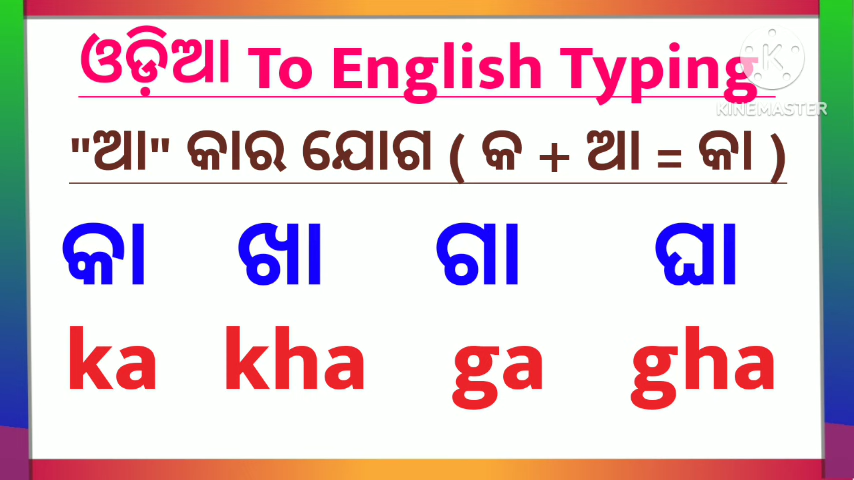 ଓଡ଼ିଆ To English Typing
KINEMASTER
"ଆ" କାର ଯୋଗ ( କ + ଆ = କା )
କା ଖା ଗା ଘା
ka kha ga gha